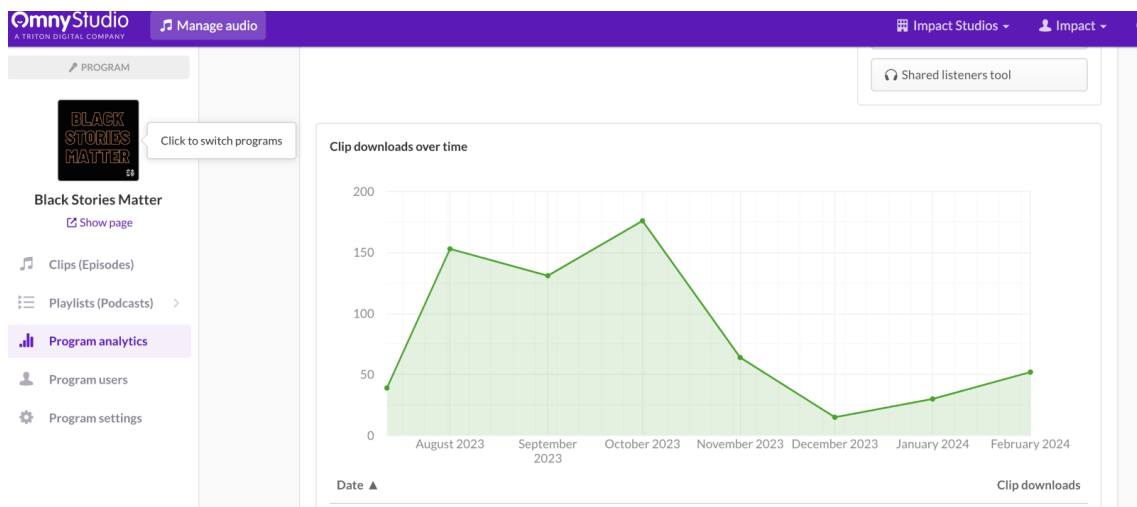 OmnyStudio
A TRITON DIGITAL COMPANY
Manage audio
Impact Studios
Impact
PROGRAM
BLACK
STORIES
MATTER
Click to switch programs
Black Stories Matter
Show page
Clips (Episodes)
Playlists (Podcasts)
Program analytics
Program users
Program settings
Shared listeners tool
Clip downloads over time
200
150
100
50
0
August 2023
September
2023
October 2023
November 2023
December 2023
January 2024
February 2024
Date ▲
Clip downloads